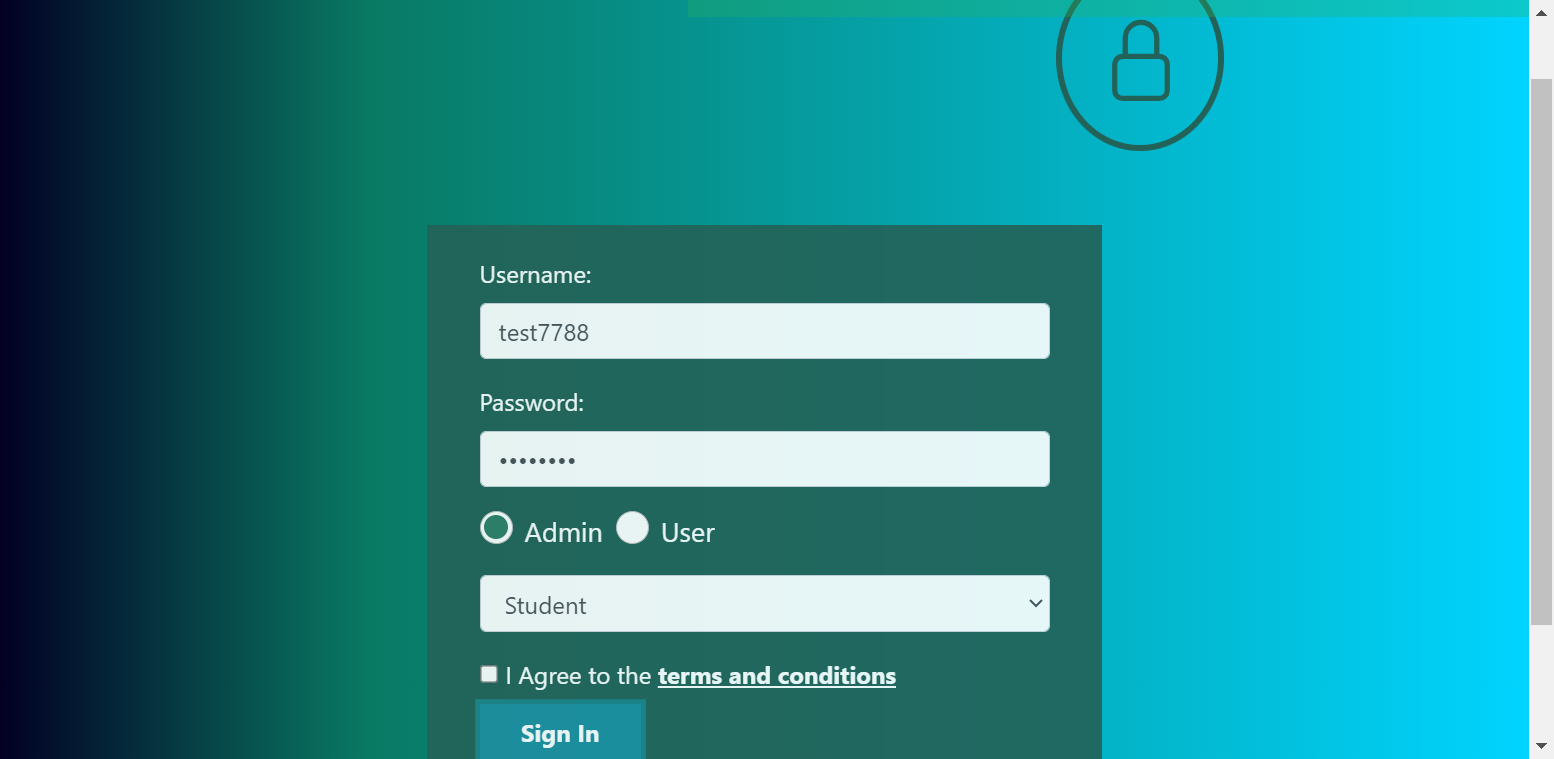 Username:
test7788
Password:
••••••••
Admin User
Student
I Agree to the terms and conditions
Sign In